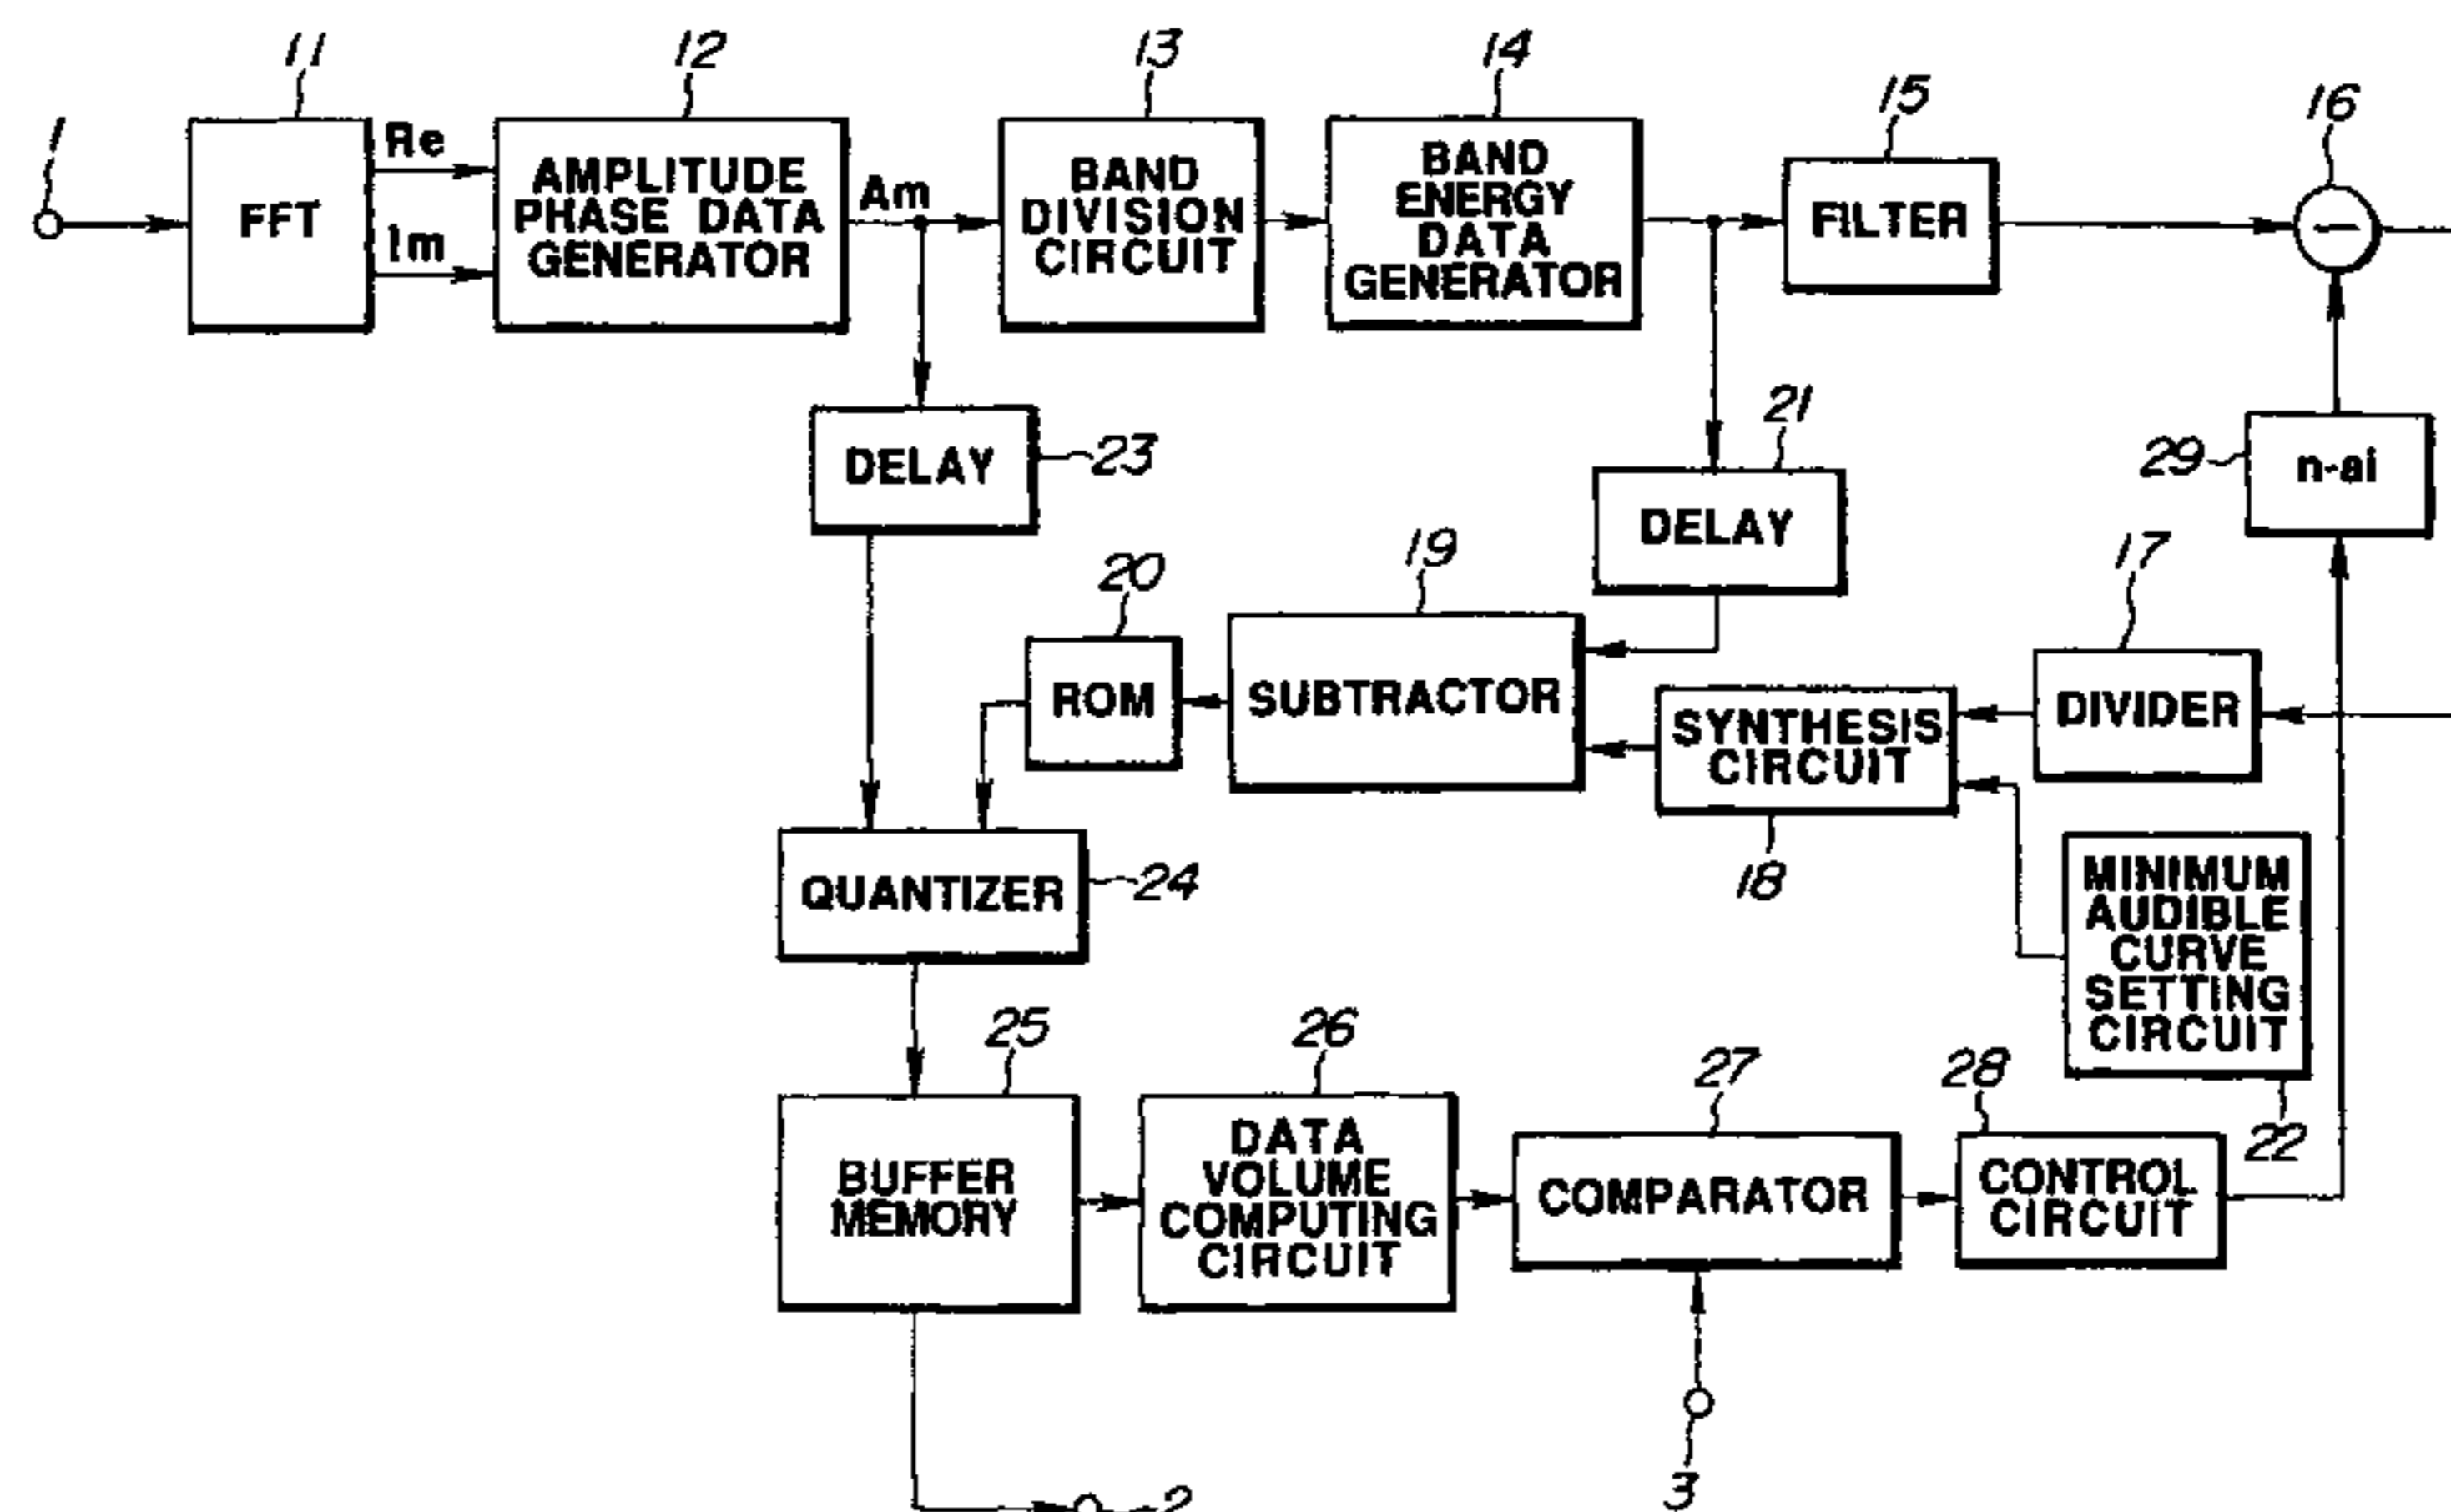 11
12
13
14
15
16
1
FFT
Re
Im
AMPLITUDE
PHASE DATA
GENERATOR
Am
BAND
DIVISION
CIRCUIT
BAND
ENERGY
DATA
GENERATOR
FILTER
—
DELAY
23
21
DELAY
29
n-ai
20
ROM
19
SUBTRACTOR
17
DIVIDER
SYNTHESIS
CIRCUIT
18
QUANTIZER
24
MINIMUM
AUDIBLE
CURVE
SETTING
CIRCUIT
22
25
BUFFER
MEMORY
26
DATA
VOLUME
COMPUTING
CIRCUIT
27
COMPARATOR
28
CONTROL
CIRCUIT
2
3